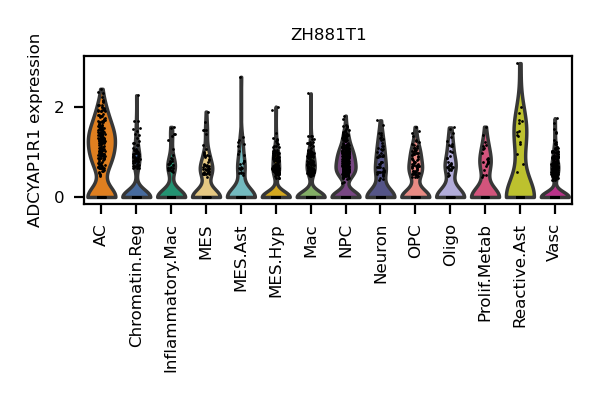 ZH881T1
ADCYAP1R1 expression
2
0
AC
Chromatin.Reg
Inflammatory.Mac
MES
MES.Ast
MES.Hyp
Mac
NPC
Neuron
OPC
Oligo
Prolif.Metab
Reactive.Ast
Vasc